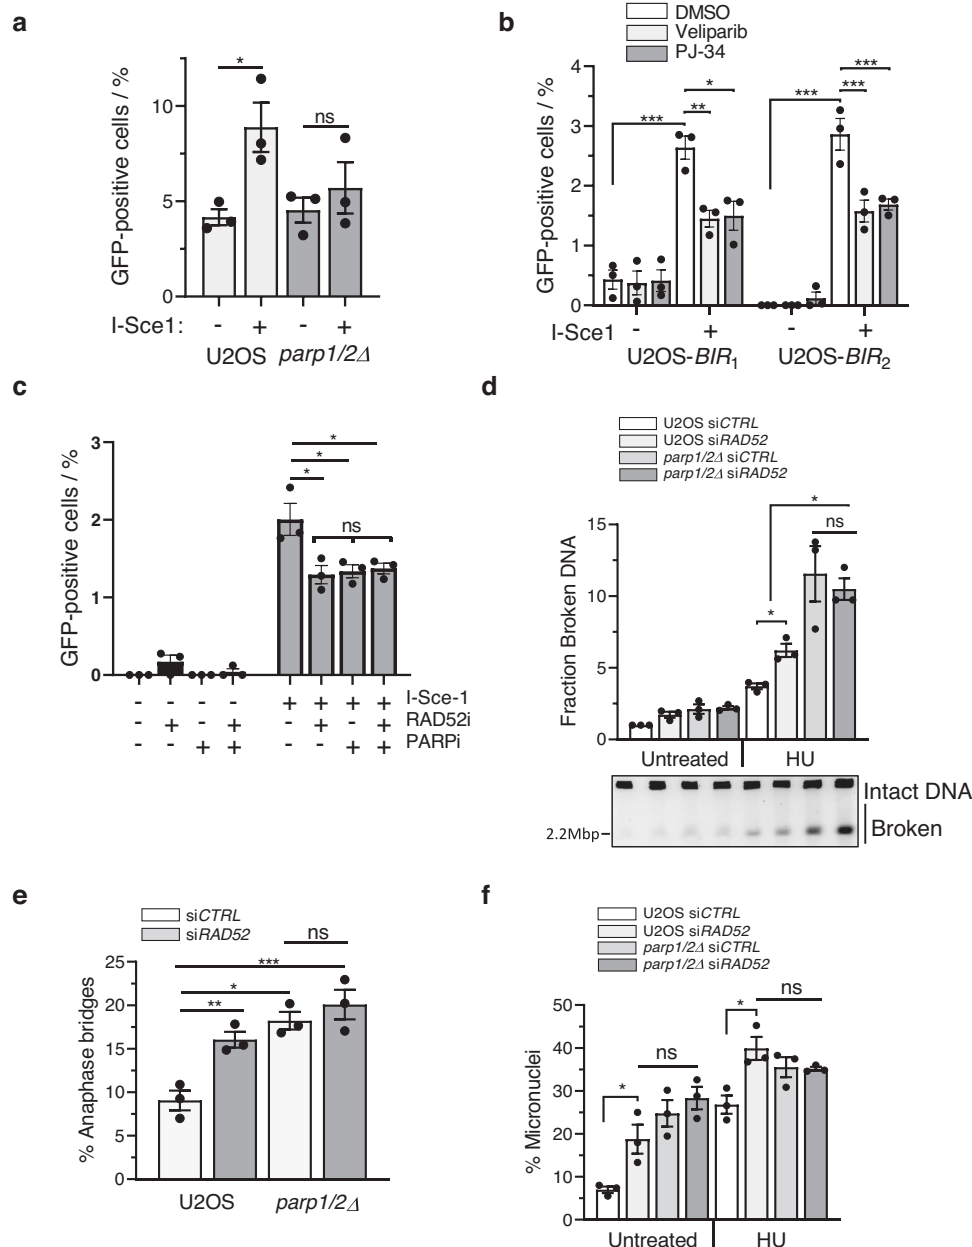 a
GFP-positive cells / %
10
5
0
*
ns
I-Sce1: - + - +
U2OS parp1/2Δ
b
DMSO
Veliparib
PJ-34
GFP-positive cells / %
4
3
2
1
0
***
**
*
***
***
***
I-Sce1 - + - +
U2OS-BIR1 U2OS-BIR2
c
GFP-positive cells / %
3
2
1
0
*
*
*
ns
- - - - + + + + I-Sce-1
- + - + - + - + RAD52i
- - + + - - + + PARPi
d
U2OS siCTRL
U2OS siRAD52
parp1/2Δ siCTRL
parp1/2Δ siRAD52
Fraction Broken DNA
15
10
5
0
*
ns
*
Untreated HU
Intact DNA
2.2Mbp
Broken
e
siCTRL
siRAD52
% Anaphase bridges
25
20
15
10
5
0
ns
***
*
**
U2OS parp1/2Δ
f
U2OS siCTRL
U2OS siRAD52
parp1/2Δ siCTRL
parp1/2Δ siRAD52
% Micronuclei
50
40
30
20
10
0
*
ns
*
ns
Untreated HU